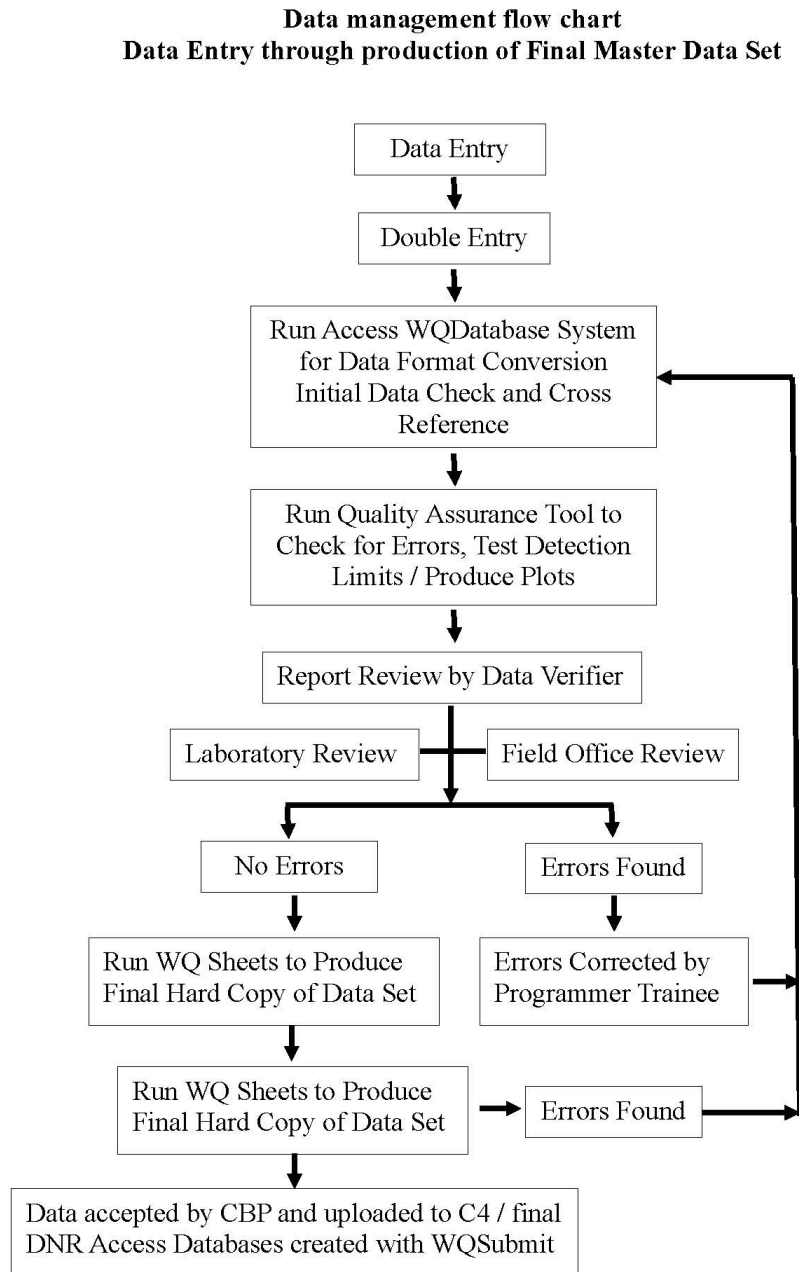 Data management flow chart
Data Entry through production of Final Master Data Set
Data Entry
Double Entry
Run Access WQDatabase System
for Data Format Conversion
Initial Data Check and Cross
Reference
Run Quality Assurance Tool to
Check for Errors, Test Detection
Limits / Produce Plots
Report Review by Data Verifier
Laboratory Review
Field Office Review
No Errors
Errors Found
Run WQ Sheets to Produce
Final Hard Copy of Data Set
Errors Corrected by
Programmer Trainee
Run WQ Sheets to Produce
Final Hard Copy of Data Set
Errors Found
Data accepted by CBP and uploaded to C4 / final
DNR Access Databases created with WQSubmit